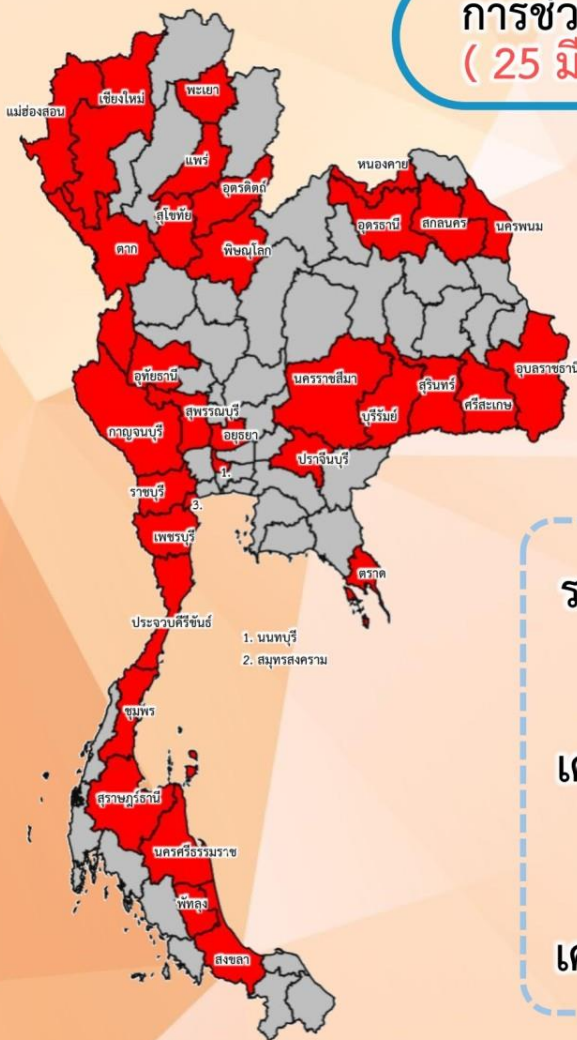 การช่ว
( 25 มี
แม่ฮ่องสอน
เชียงใหม่
พะเยา
แพร่
อุตรดิตถ์
สุโขทัย
ตาก
พิษณุโลก
หนองคาย
อุดรธานี
สกลนคร
นครพนม
อุทัยธานี
นครราชสีมา
สุรินทร์
อุบลราชธานี
บุรีรัมย์
ศรีสะเกษ
สุพรรณบุรี
กาญจนบุรี
อยุธยา
ปราจีนบุรี
1.
ราชบุรี
3.
เพชรบุรี
ตราด
ประจวบคีรีขันธ์
1. นนทบุรี
2. สมุทรสงคราม
ชุมพร
สุราษฎร์ธานี
นครศรีธรรมราช
พัทลุง
สงขลา
ร
เค
เค